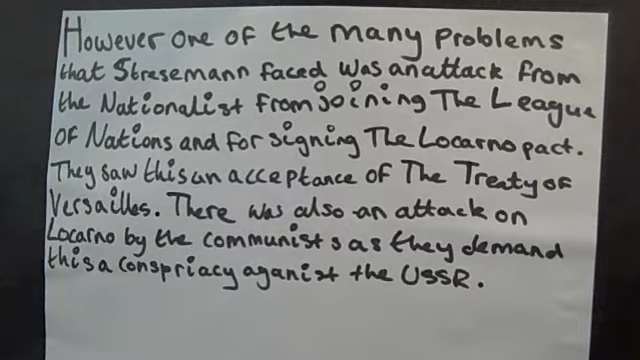 However one of the many problems
that Stresemann faced was an attack from
the Nationalist from joining The League
of Nations and for signing The Locarno pact.
They saw this an acceptance of The Treaty of
Versailles. There was also an attack on
Locarno by the communists as they demand
this a conspriacy aganist the USSR.